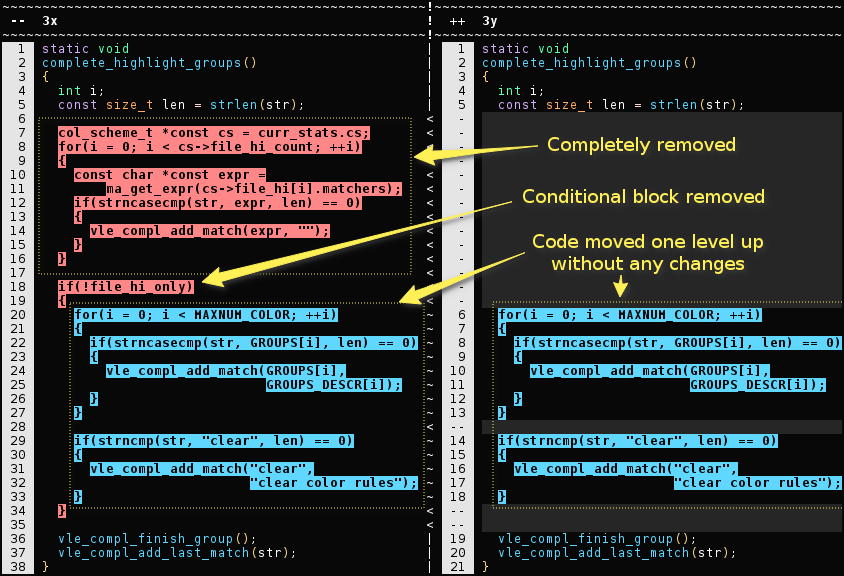 -- 3x ! ++ 3y
1 static void | 1 static void
2 complete_highlight_groups() | 2 complete_highlight_groups()
3 { | 3 {
4 int i; | 4 int i;
5 const size_t len = strlen(str); | 5 const size_t len = strlen(str);
6 < -
7 col_scheme_t *const cs = curr_stats.cs; < -
8 for(i = 0; i < cs->file_hi_count; ++i) < - Completely removed
9 { < -
10 const char *const expr = < -
11 ma_get_expr(cs->file_hi[i].matchers); < -
12 if(strncasecmp(str, expr, len) == 0) < - Conditional block removed
13 { < -
14 vle_compl_add_match(expr, ""); < -
15 } < - Code moved one level up
16 } < - without any changes
17 < -
18 if(!file_hi_only) < -
19 { < -
20 for(i = 0; i < MAXNUM_COLOR; ++i) ~ 6 for(i = 0; i < MAXNUM_COLOR; ++i)
21 { ~ 7 {
22 if(strncasecmp(str, GROUPS[i], len) == 0) ~ 8 if(strncasecmp(str, GROUPS[i], len) == 0)
23 { ~ 9 {
24 vle_compl_add_match(GROUPS[i], ~ 10 vle_compl_add_match(GROUPS[i],
25 GROUPS_DESCR[i]); ~ 11 GROUPS_DESCR[i]);
26 } ~ 12 }
27 } ~ 13 }
28 < --
29 if(strncmp(str, "clear", len) == 0) ~ 14 if(strncmp(str, "clear", len) == 0)
30 { ~ 15 {
31 vle_compl_add_match("clear", ~ 16 vle_compl_add_match("clear",
32 "clear color rules"); ~ 17 "clear color rules");
33 } ~ 18 }
34 } < --
35 < --
36 vle_compl_finish_group(); | 19 vle_compl_finish_group();
37 vle_compl_add_last_match(str); | 20 vle_compl_add_last_match(str);
38 } | 21 }